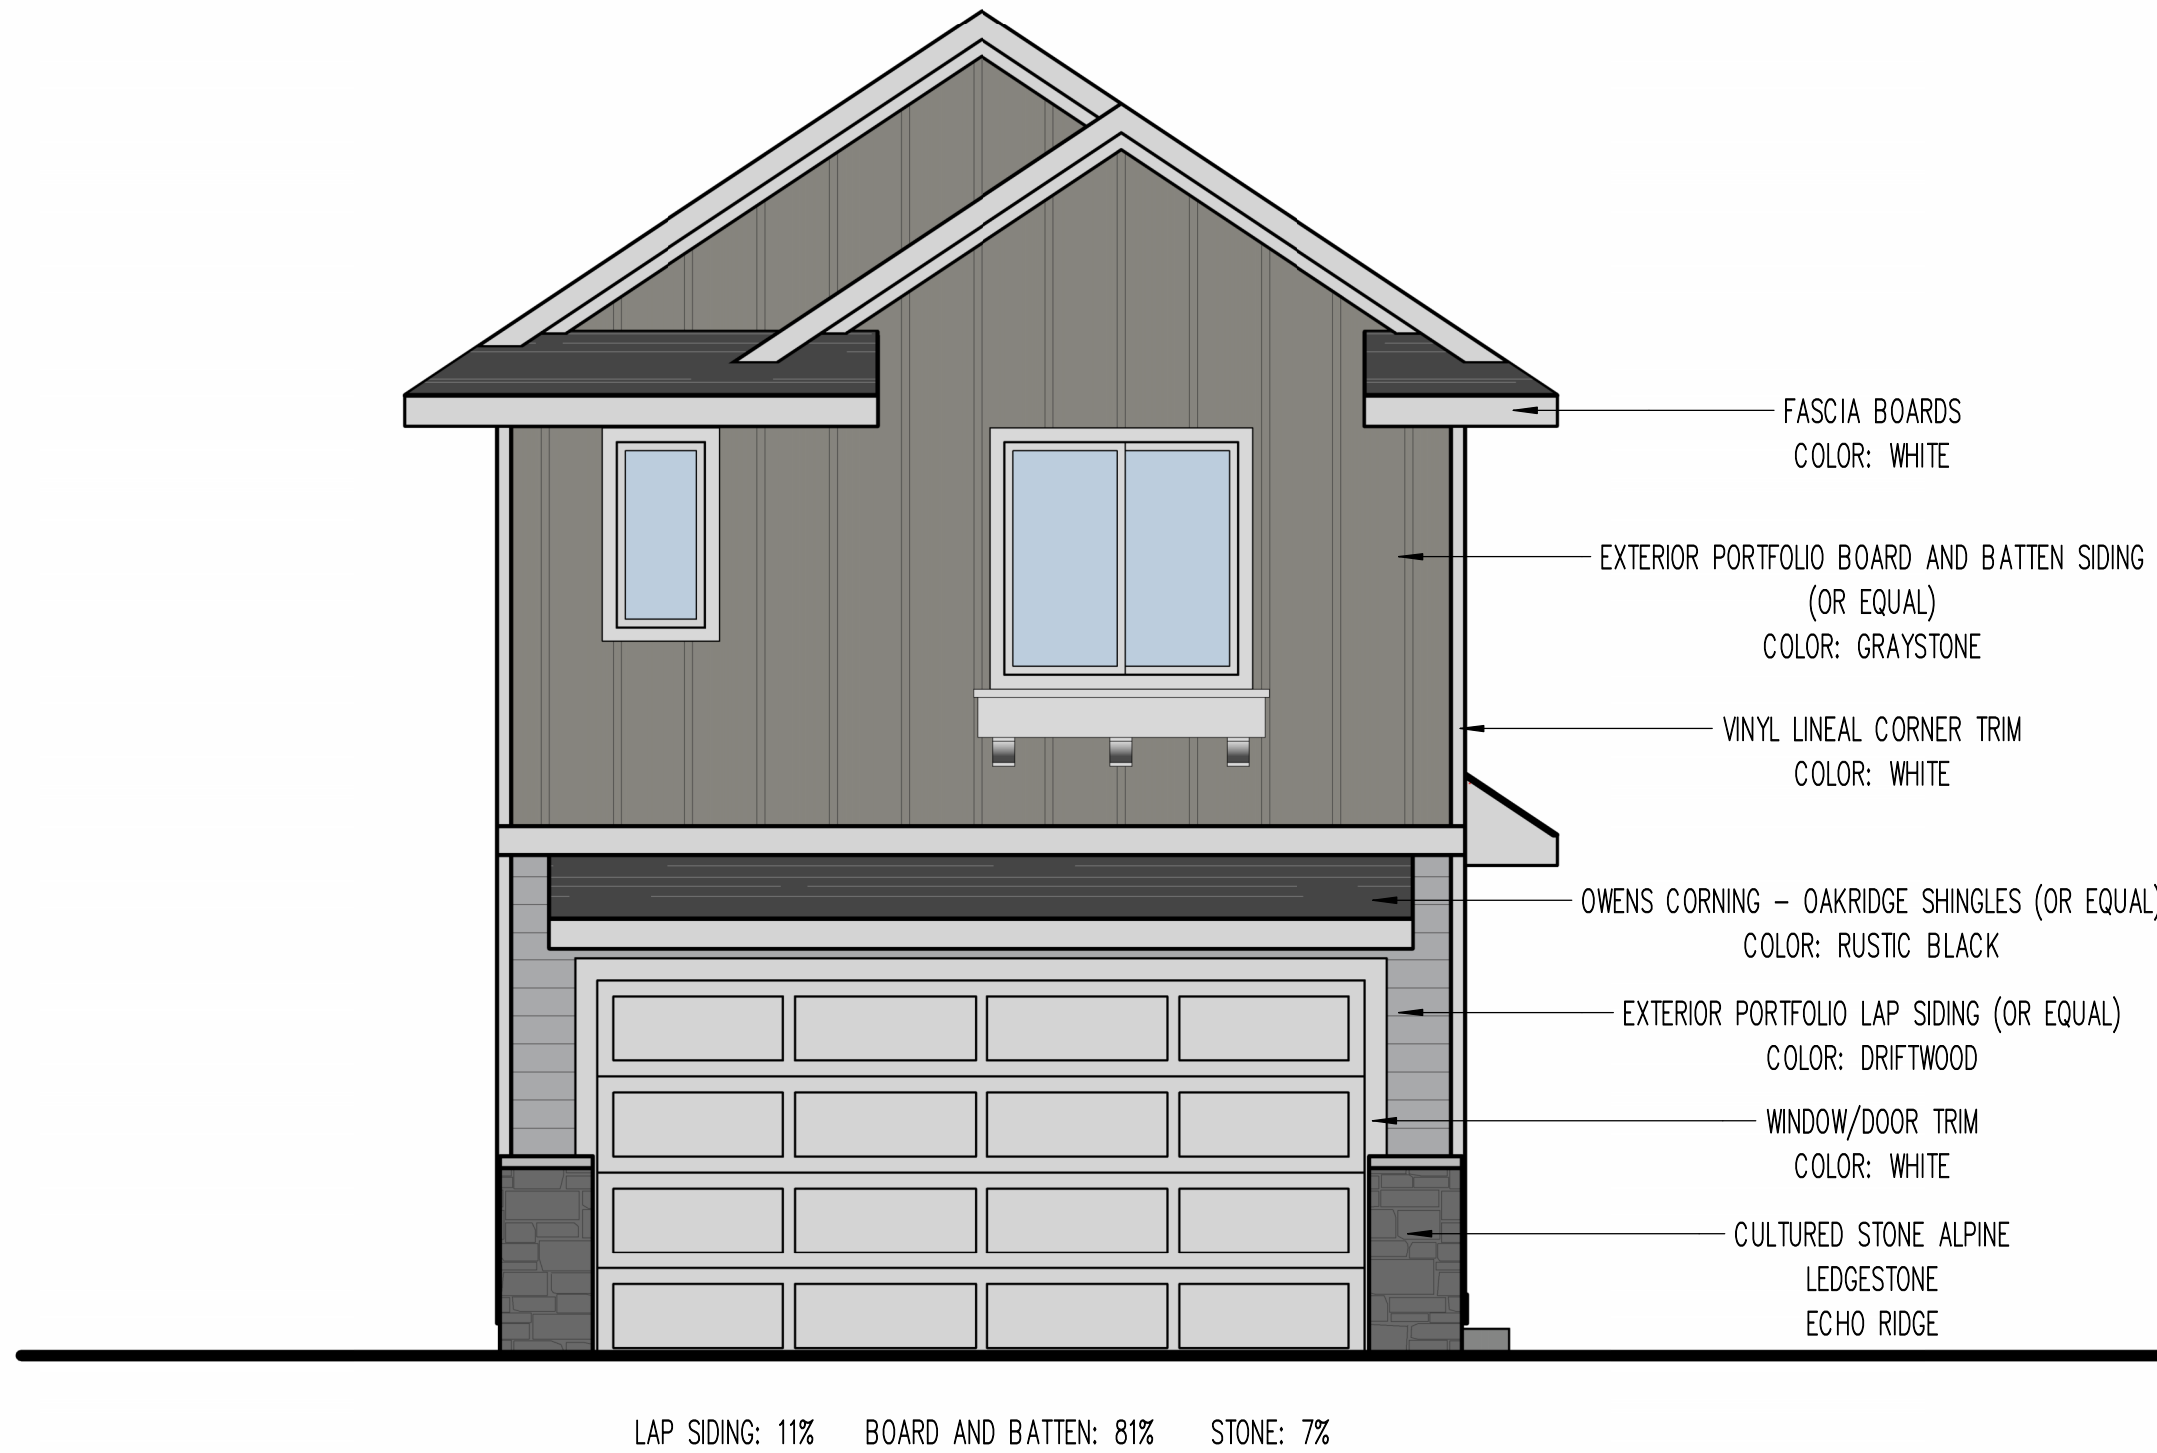 FASCIA BOARDS
COLOR: WHITE
EXTERIOR PORTFOLIO BOARD AND BATTEN SIDING
(OR EQUAL)
COLOR: GRAYSTONE
VINYL LINEAL CORNER TRIM
COLOR: WHITE
OWENS CORNING – OAKRIDGE SHINGLES (OR EQUAL)
COLOR: RUSTIC BLACK
EXTERIOR PORTFOLIO LAP SIDING (OR EQUAL)
COLOR: DRIFTWOOD
WINDOW/DOOR TRIM
COLOR: WHITE
CULTURED STONE ALPINE
LEDGESTONE
ECHO RIDGE
LAP SIDING: 11% BOARD AND BATTEN: 81% STONE: 7%